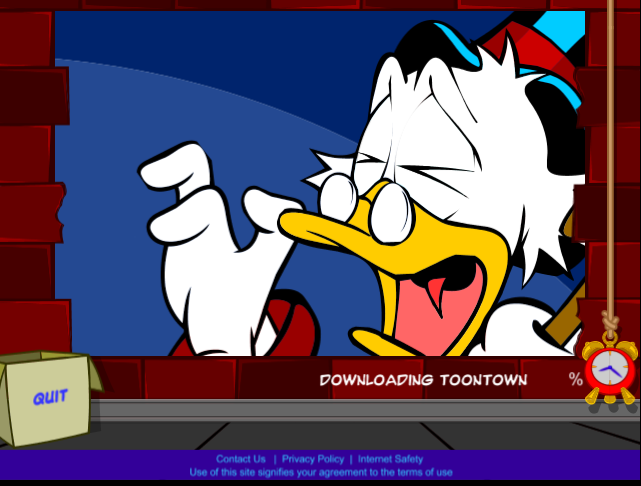 DOWNLOADING TOONTOWN %
QUIT
Contact Us | Privacy Policy | Internet Safety
Use of this site signifies your agreement to the terms of use